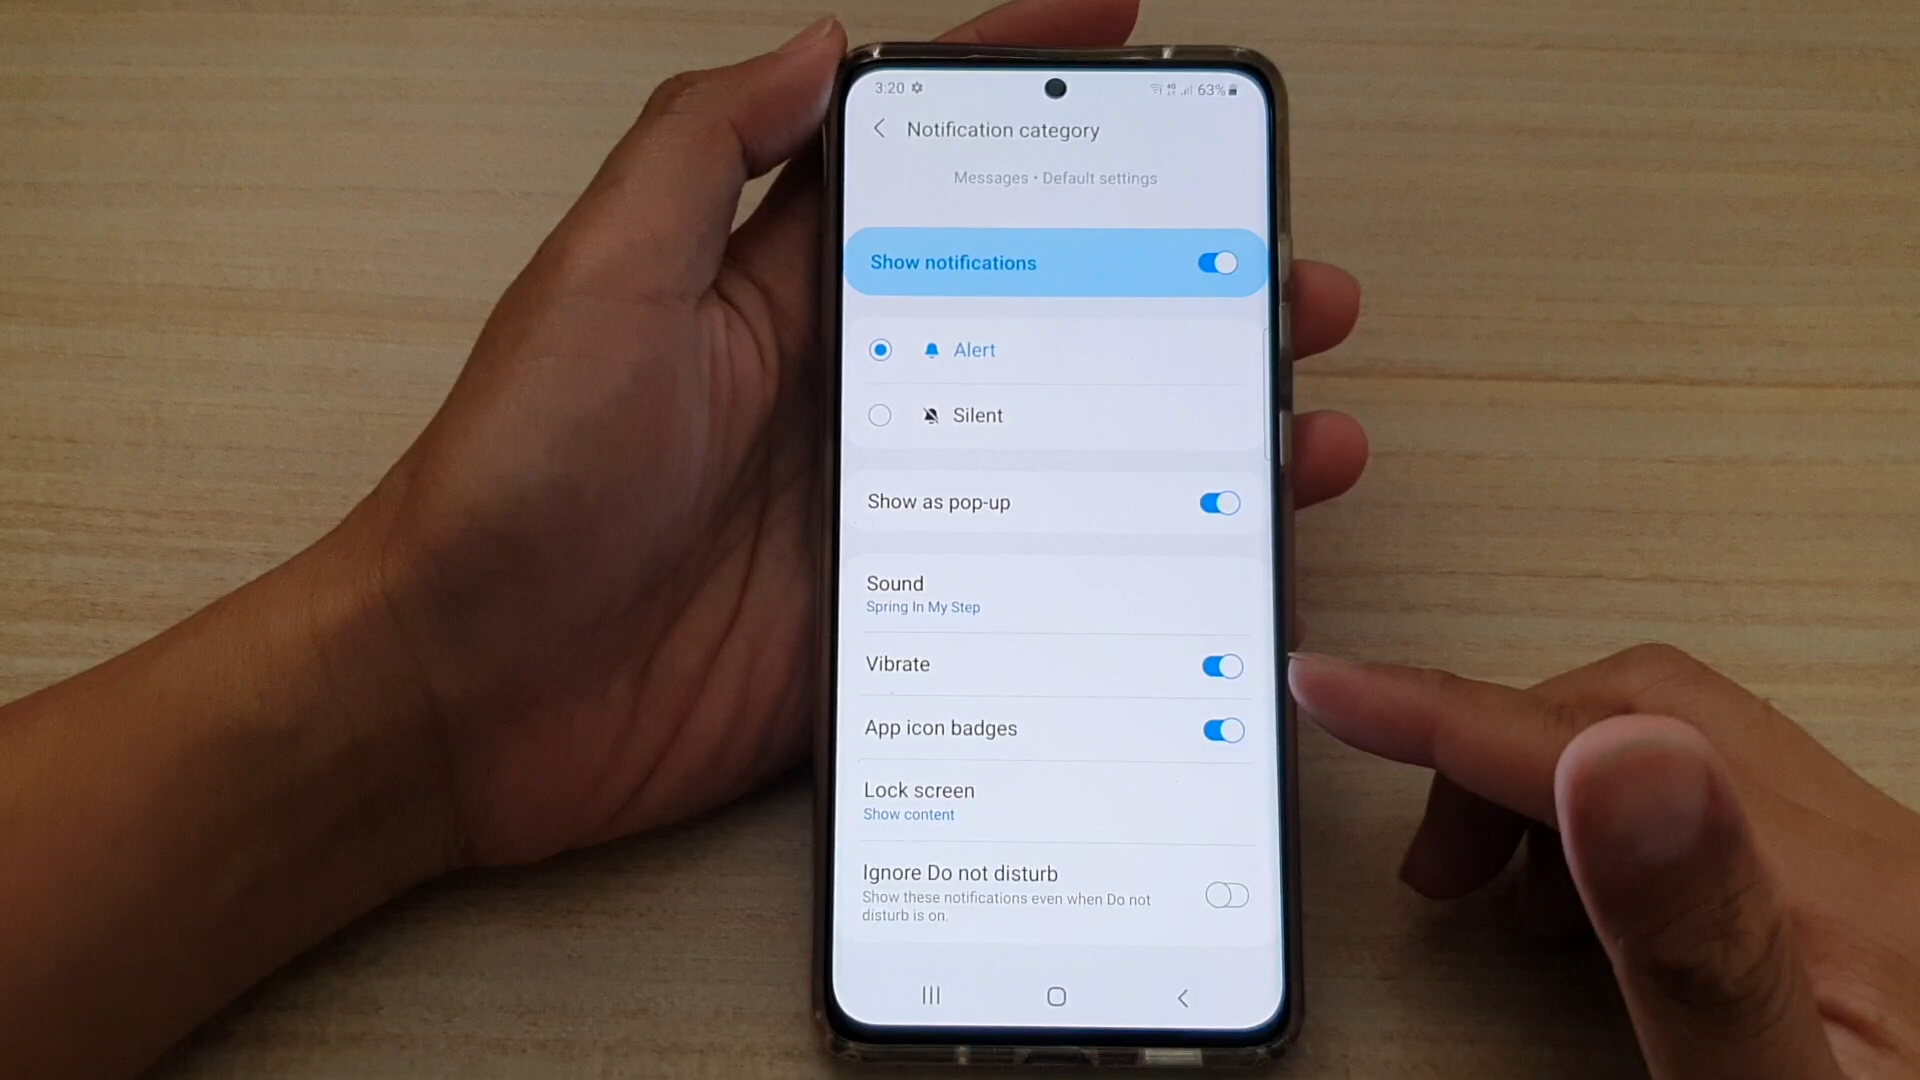 3:20
63%
Notification category
Messages • Default settings
Show notifications
Alert
Silent
Show as pop-up
Sound
Spring In My Step
Vibrate
App icon badges
Lock screen
Show content
Ignore Do not disturb
Show these notifications even when Do not
disturb is on.